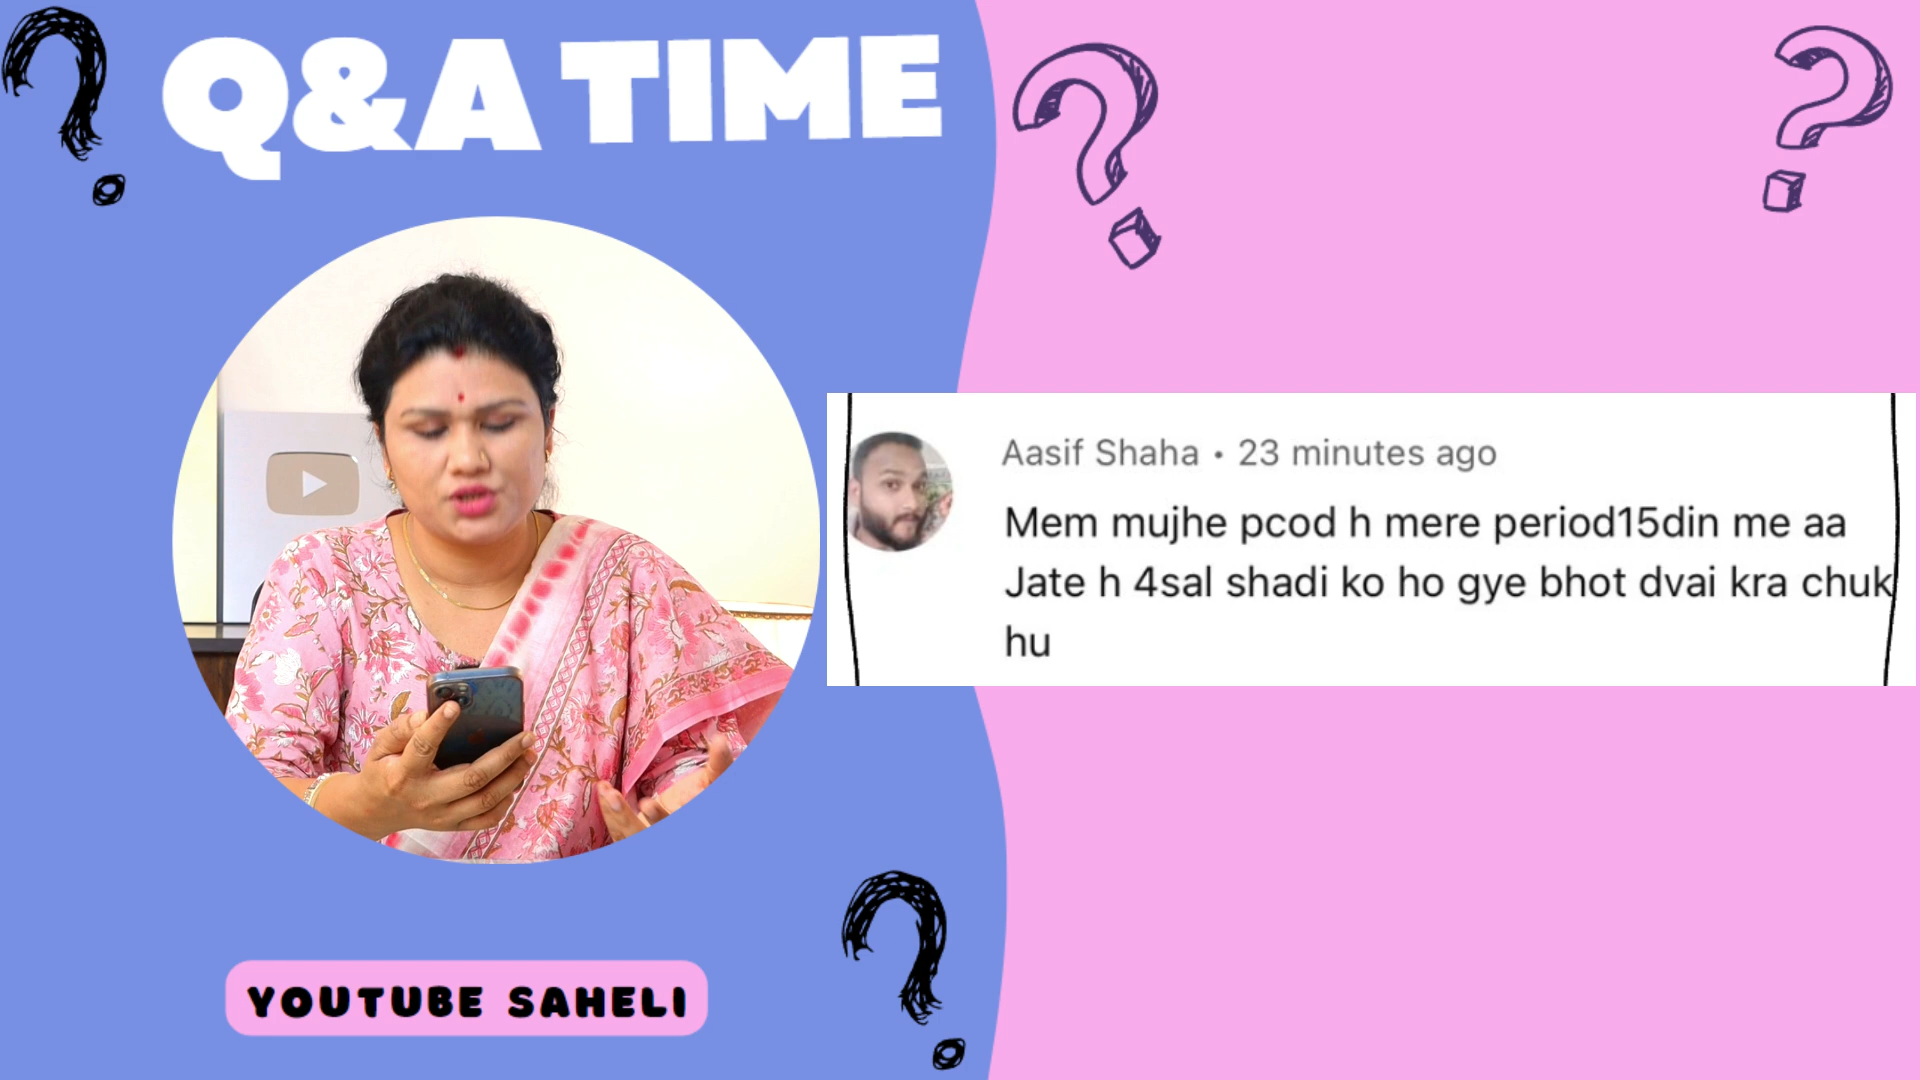 Q&A TIME
Aasif Shaha • 23 minutes ago
Mem mujhe pcod h mere period15din me aa
Jate h 4sal shadi ko ho gye bhot dvai kra chuk
hu
YOUTUBE SAHELI